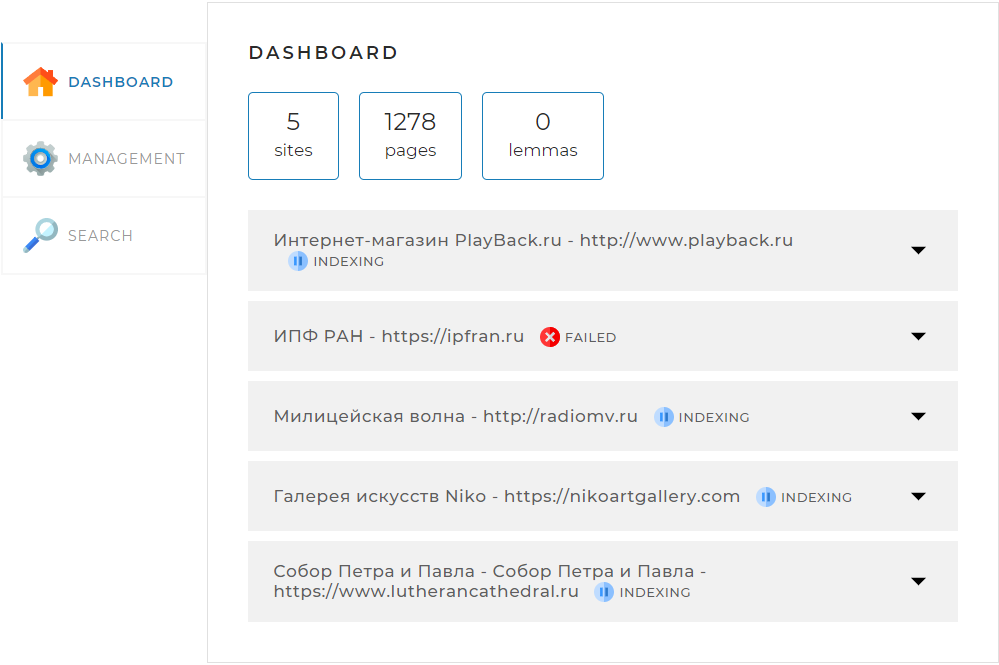 DASHBOARD
MANAGEMENT
SEARCH
DASHBOARD
5
sites
1278
pages
0
lemmas
Интернет-магазин PlayBack.ru - http://www.playback.ru
INDEXING
ИПФ РАН - https://ipfran.ru FAILED
Милицейская волна - http://radiomv.ru INDEXING
Галерея искусств Niko - https://nikoartgallery.com INDEXING
Собор Петра и Павла - Собор Петра и Павла -
https://www.lutherancathedral.ru INDEXING